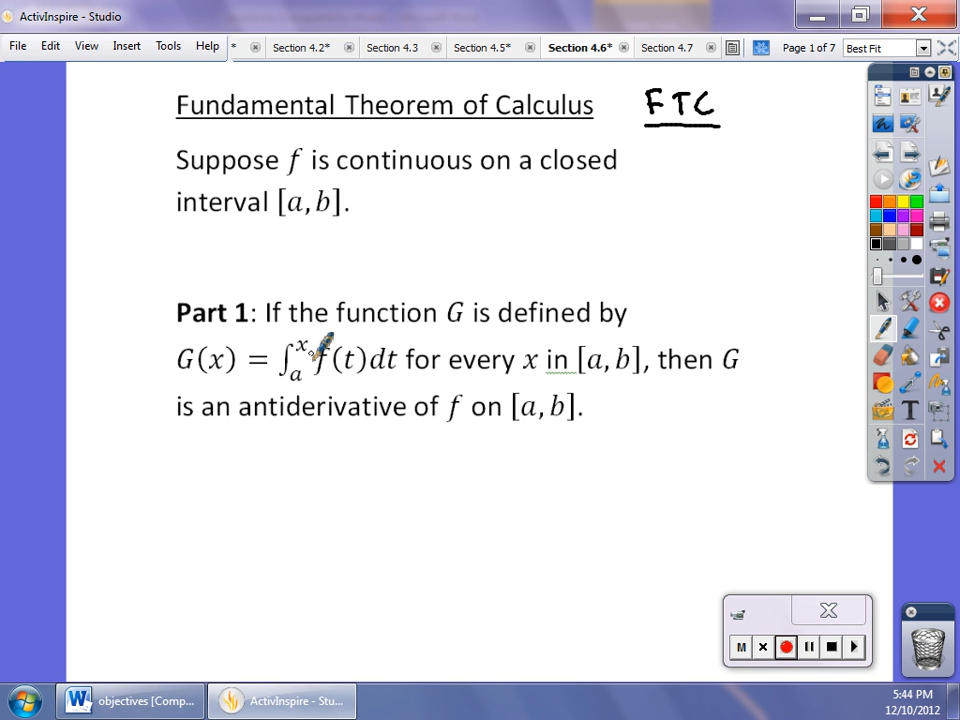 ActivInspire - Studio
File Edit View Insert Tools Help * Section 4.2* Section 4.3 Section 4.5* Section 4.6* Section 4.7 Page 1 of 7 Best Fit
Fundamental Theorem of Calculus FTC
Suppose f is continuous on a closed
interval [a, b].
Part 1: If the function G is defined by
G(x) = ∫ₐˣ f(t)dt for every x in [a, b], then G
is an antiderivative of f on [a, b].
M
objectives [Comp... ActivInspire - Stu... 5:44 PM
12/10/2012